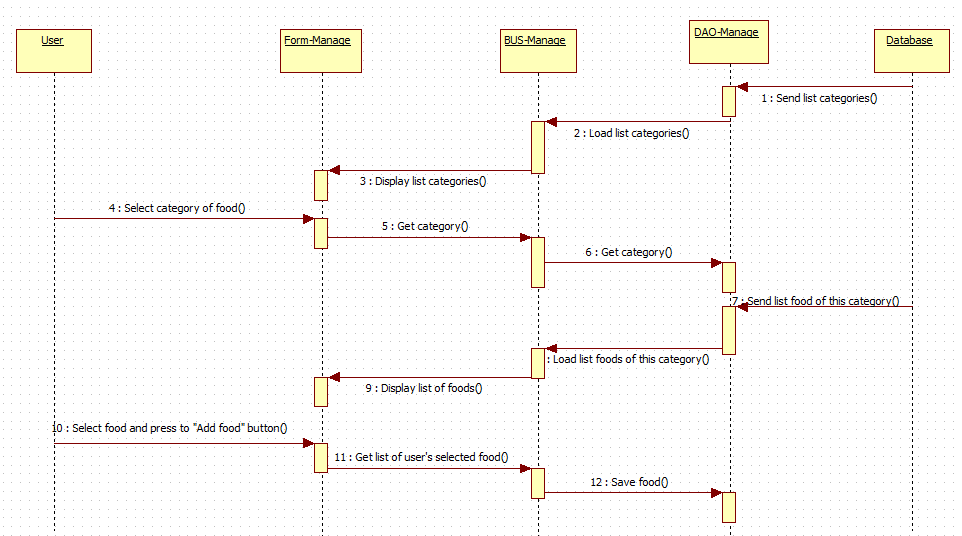 User
Form-Manage
BUS-Manage
DAO-Manage
Database
1 : Send list categories()
2 : Load list categories()
3 : Display list categories()
4 : Select category of food()
5 : Get category()
6 : Get category()
7 : Send list food of this category()
: Load list foods of this category()
9 : Display list of foods()
10 : Select food and press to "Add food" button()
11 : Get list of user's selected food()
12 : Save food()